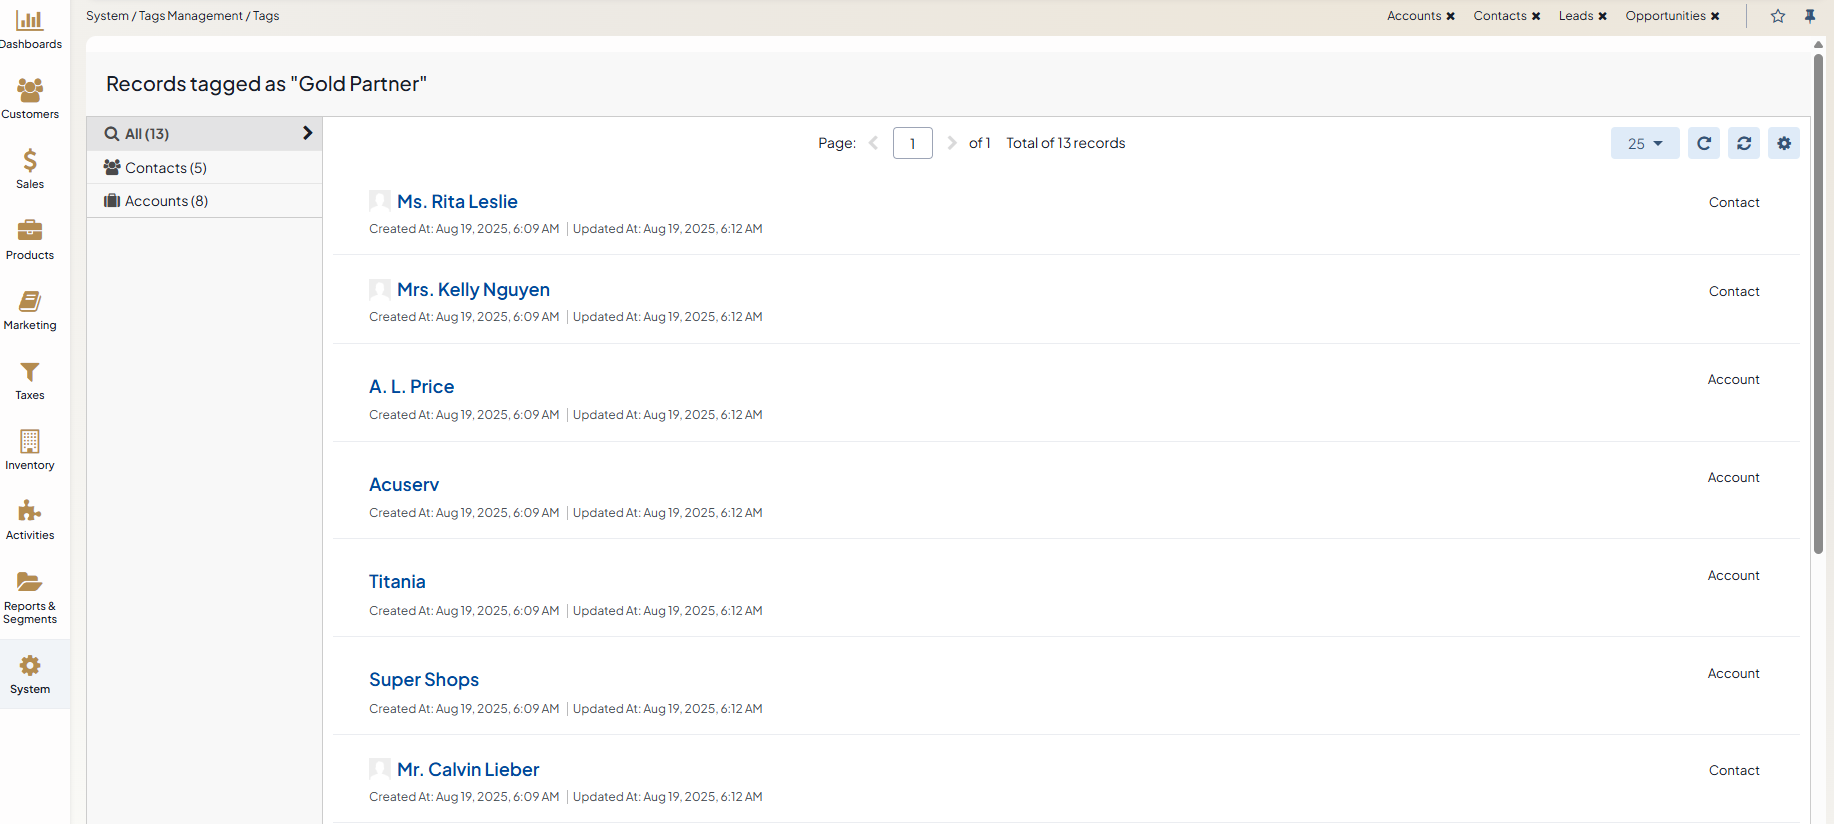 System / Tags Management / Tags
Accounts ✖ Contacts ✖ Leads ✖ Opportunities ✖
Dashboards
Customers
Sales
Products
Marketing
Taxes
Inventory
Activities
Reports &
Segments
System
Records tagged as "Gold Partner"
All (13)
Contacts (5)
Accounts (8)
Page: 1 of 1 Total of 13 records
25
Ms. Rita Leslie
Contact
Created At: Aug 19, 2025, 6:09 AM | Updated At: Aug 19, 2025, 6:12 AM
Mrs. Kelly Nguyen
Contact
Created At: Aug 19, 2025, 6:09 AM | Updated At: Aug 19, 2025, 6:12 AM
A. L. Price
Account
Created At: Aug 19, 2025, 6:09 AM | Updated At: Aug 19, 2025, 6:12 AM
Acuserv
Account
Created At: Aug 19, 2025, 6:09 AM | Updated At: Aug 19, 2025, 6:12 AM
Titania
Account
Created At: Aug 19, 2025, 6:09 AM | Updated At: Aug 19, 2025, 6:12 AM
Super Shops
Account
Created At: Aug 19, 2025, 6:09 AM | Updated At: Aug 19, 2025, 6:12 AM
Mr. Calvin Lieber
Contact
Created At: Aug 19, 2025, 6:09 AM | Updated At: Aug 19, 2025, 6:12 AM